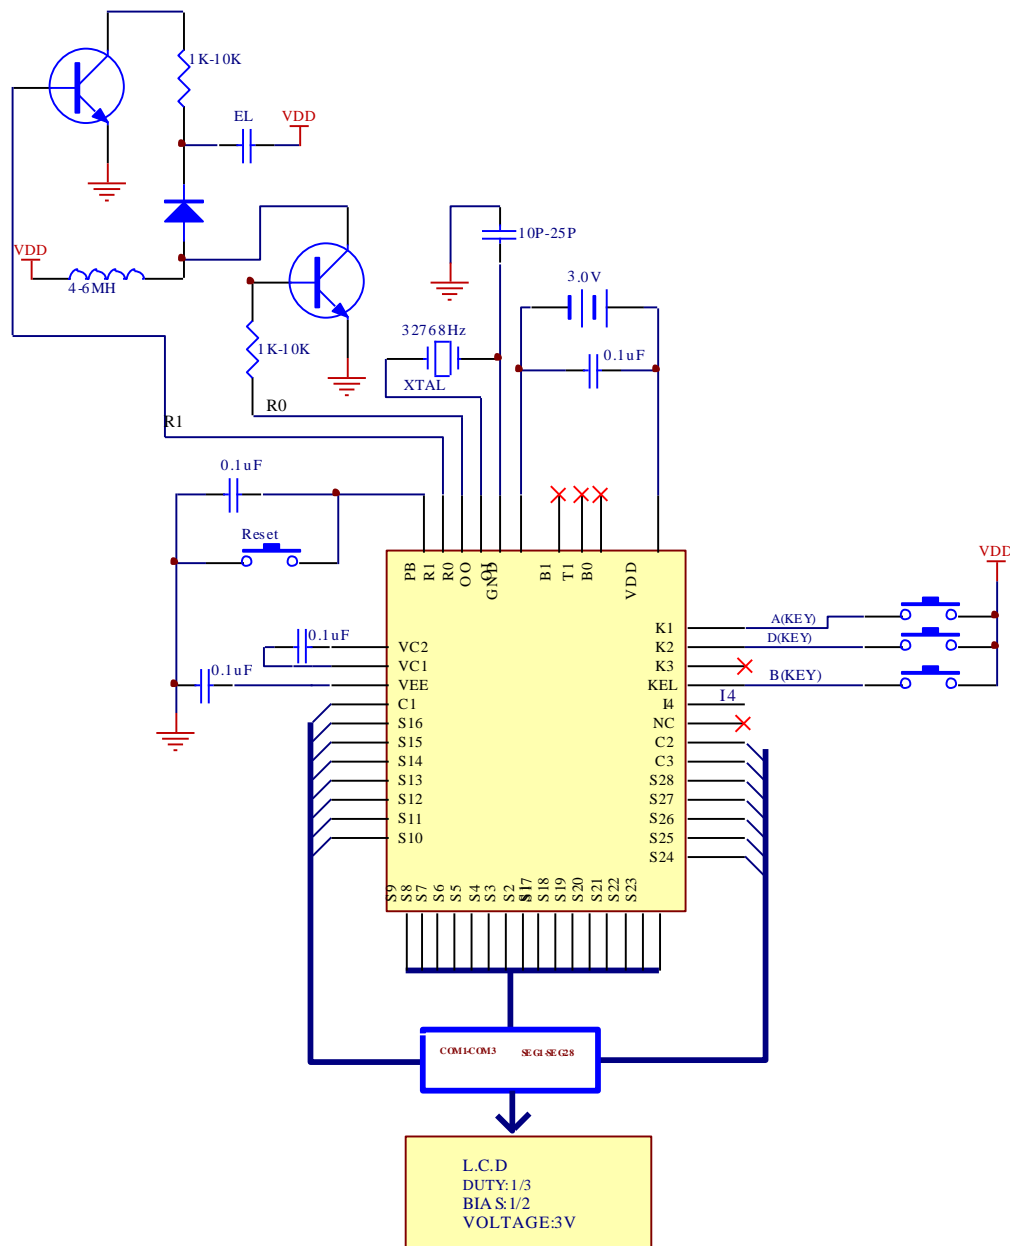 1K-10K
EL
VDD
VDD
4-6MH
10P-25P
3.0V
32768Hz
XTAL
0.1uF
1K-10K
R0
R1
0.1uF
Reset
PB
R1
R0
OO
OI
GND
B1
T1
B0
VDD
VDD
A(KEY)
D(KEY)
B(KEY)
I4
0.1uF
0.1uF
VC2
VC1
VEE
C1
S16
S15
S14
S13
S12
S11
S10
K1
K2
K3
KEL
I4
NC
C2
C3
S28
S27
S26
S25
S24
S9
S8
S7
S6
S5
S4
S3
S2
S17
S18
S19
S20
S21
S22
S23
COM1-COM3
SEG1-SEG28
L.C.D
DUTY:1/3
BIAS:1/2
VOLTAGE:3V